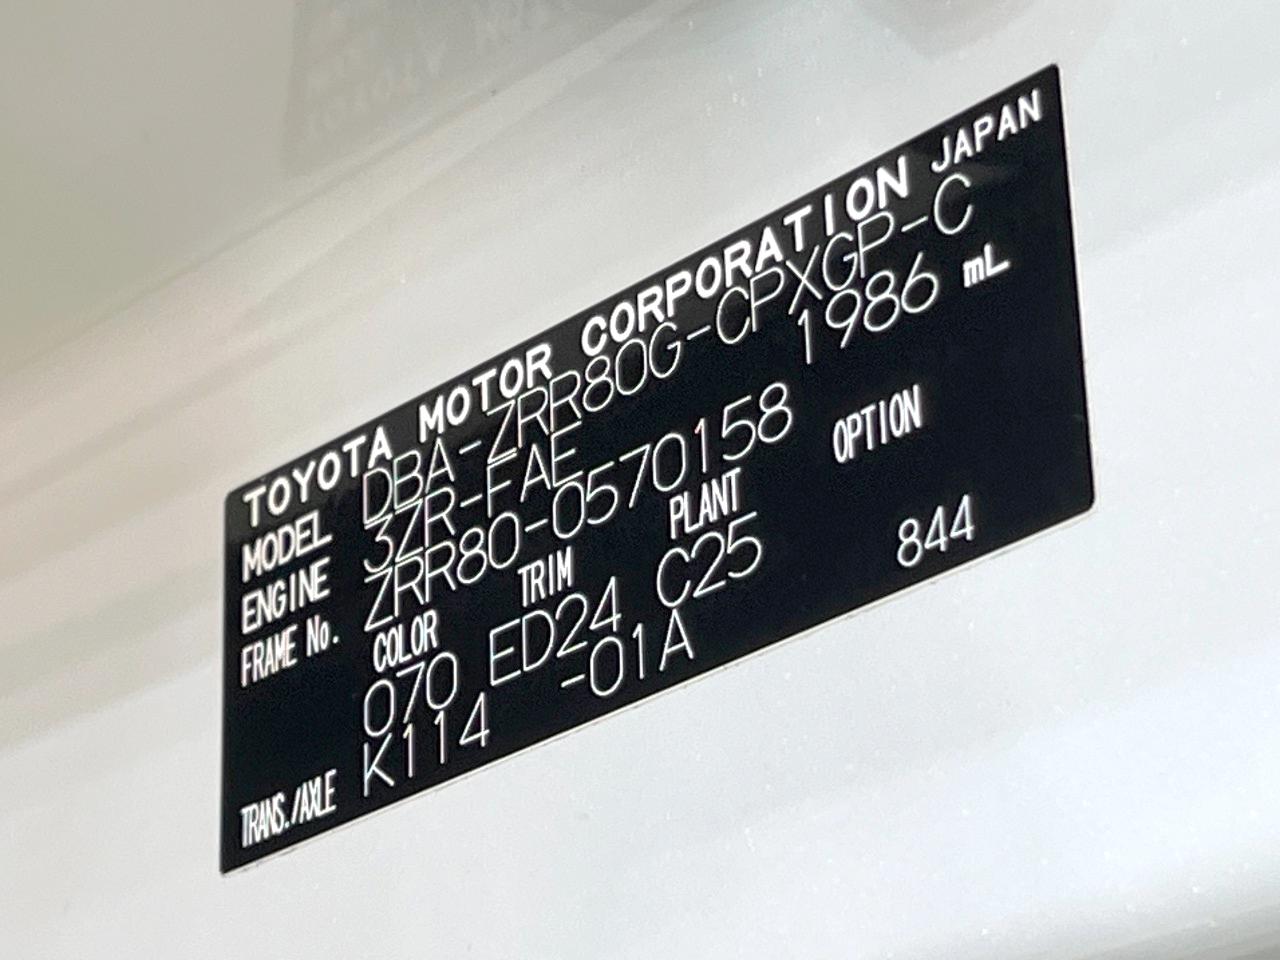 TOYOTA MOTOR CORPORATION JAPAN
MODEL DBA-ZRR80G-CPXGP-C
ENGINE 3ZR-FAE 1986 mL
FRAME No. ZRR80-0570158
COLOR TRIM PLANT OPTION
070 ED24 C25 844
TRANS./AXLE K114 -01A